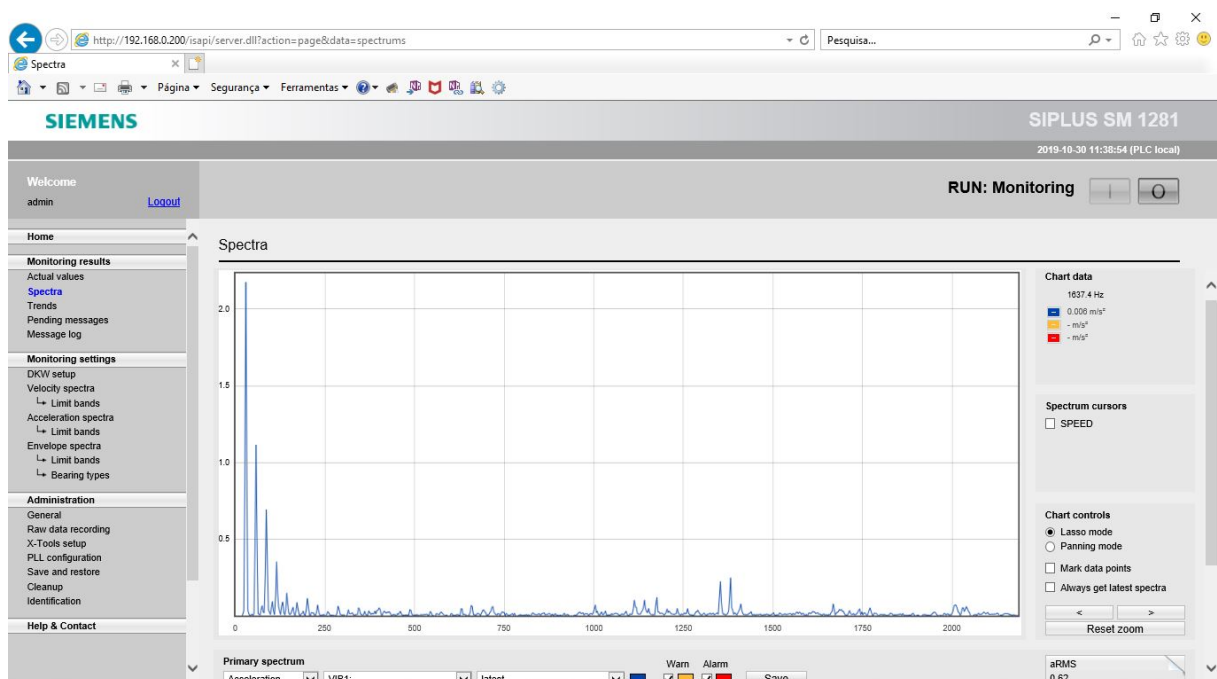 http://192.168.0.200/isapi/server.dll?action=page&data=spectrums
Pesquisa...
Spectra
Página Segurança Ferramentas
SIEMENS
SIPLUS SM 1281
2019-10-30 11:38:54 (PLC local)
Welcome
admin Logout
RUN: Monitoring I O
Home
Monitoring results
Actual values
Spectra
Trends
Pending messages
Message log
Monitoring settings
DKW setup
Velocity spectra
Limit bands
Acceleration spectra
Limit bands
Envelope spectra
Limit bands
Bearing types
Administration
General
Raw data recording
X-Tools setup
PLL configuration
Save and restore
Cleanup
Identification
Help & Contact
Spectra
2.0
1.5
1.0
0.5
0 250 500 750 1000 1250 1500 1750 2000
Chart data
1637.4 Hz
0.006 m/s²
- m/s²
- m/s²
Spectrum cursors
SPEED
Chart controls
Lasso mode
Panning mode
Mark data points
Always get latest spectra
< >
Reset zoom
Primary spectrum Warn Alarm
Acceleration VIB1: latest Save
aRMS
0.62